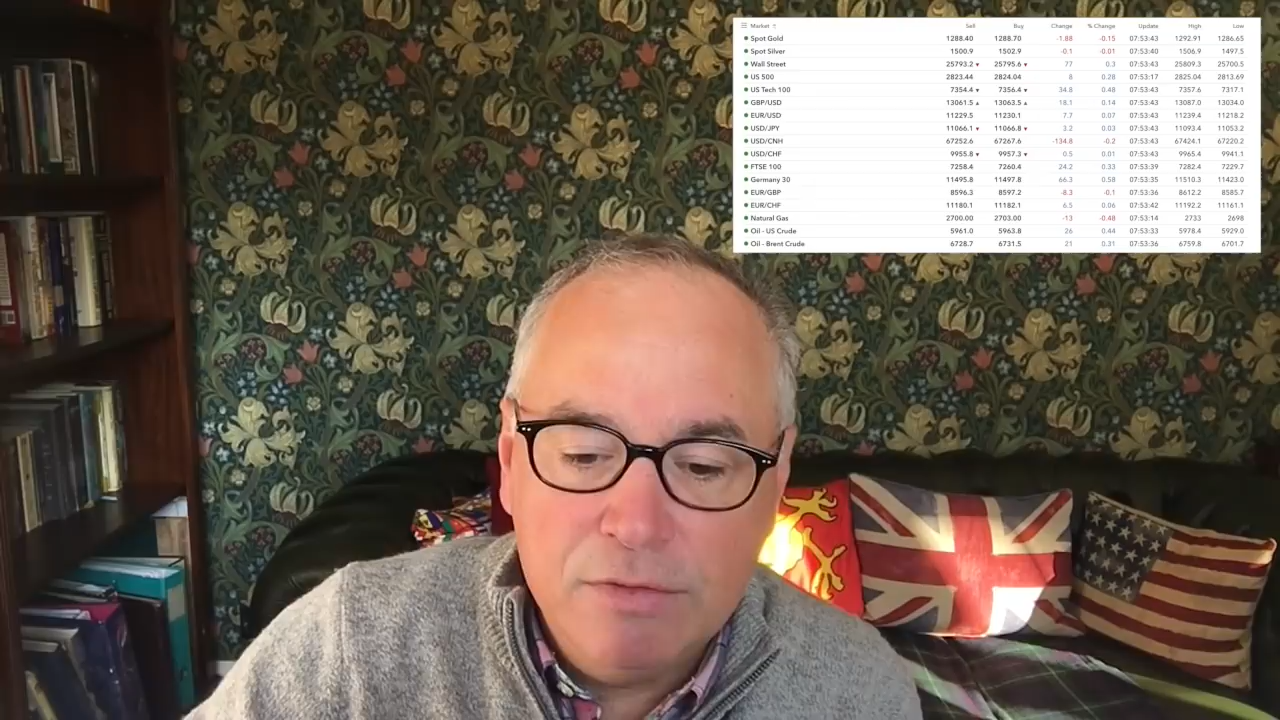 Market Sell Buy Change % Change Update High Low
Spot Gold 1288.40 1288.70 -1.88 -0.15 07:53:43 1292.91 1286.65
Spot Silver 1500.9 1502.9 -0.1 -0.01 07:53:40 1506.9 1497.5
Wall Street 25793.2 25795.6 77 0.3 07:53:43 25809.3 25700.5
US 500 2823.44 2824.04 8 0.28 07:53:17 2825.04 2813.69
US Tech 100 7354.4 7356.4 34.8 0.48 07:53:43 7357.6 7317.1
GBP/USD 13061.5 13063.5 18.1 0.14 07:53:43 13087.0 13034.0
EUR/USD 11229.5 11230.1 7.7 0.07 07:53:43 11239.4 11218.2
USD/JPY 11066.1 11066.8 3.2 0.03 07:53:43 11093.4 11053.2
USD/CNH 67252.6 67267.6 -134.8 -0.2 07:53:43 67424.1 67220.2
USD/CHF 9955.8 9957.3 0.5 0.01 07:53:43 9965.4 9941.1
FTSE 100 7258.4 7260.4 24.2 0.33 07:53:39 7282.4 7229.7
Germany 30 11495.8 11497.8 66.3 0.58 07:53:35 11510.3 11423.0
EUR/GBP 8596.3 8597.2 -8.3 -0.1 07:53:36 8612.2 8585.7
EUR/CHF 11180.1 11182.1 6.5 0.06 07:53:42 11192.2 11161.1
Natural Gas 2700.00 2703.00 -13 -0.48 07:53:14 2733 2698
Oil - US Crude 5961.0 5963.8 26 0.44 07:53:33 5978.4 5929.0
Oil - Brent Crude 6728.7 6731.5 21 0.31 07:53:36 6759.8 6701.7